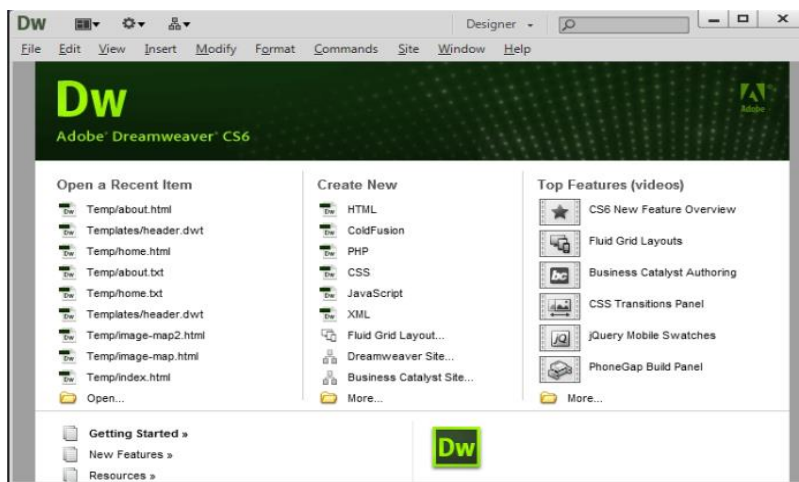 Dw
Designer
File Edit View Insert Modify Format Commands Site Window Help
Dw
Adobe® Dreamweaver® CS6
Adobe
Open a Recent Item
Temp/about.html
Templates/header.dwt
Temp/home.html
Temp/about.txt
Temp/home.txt
Templates/header.dwt
Temp/image-map2.html
Temp/image-map.html
Temp/index.html
Open...
Create New
HTML
ColdFusion
PHP
CSS
JavaScript
XML
Fluid Grid Layout...
Dreamweaver Site...
Business Catalyst Site...
More...
Top Features (videos)
CS6 New Feature Overview
Fluid Grid Layouts
bc
Business Catalyst Authoring
CSS Transitions Panel
jQ
jQuery Mobile Swatches
PhoneGap Build Panel
More...
Getting Started »
New Features »
Resources »
Dw